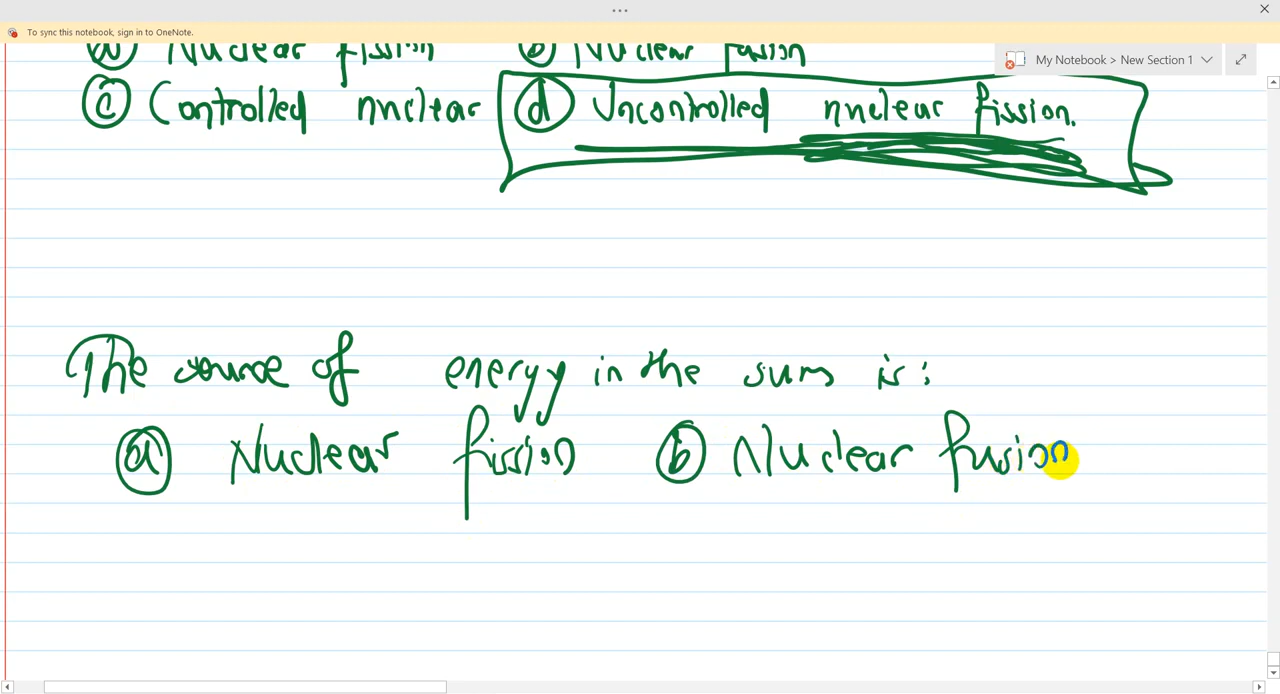 To sync this notebook, sign in to OneNote.
My Notebook > New Section 1
(a) Nuclear fission (b) Nuclear fusion
(c) Controlled nuclear (d) Uncontrolled nuclear fission.
The source of energy in the suns is:
(a) Nuclear fission (b) Nuclear fusion